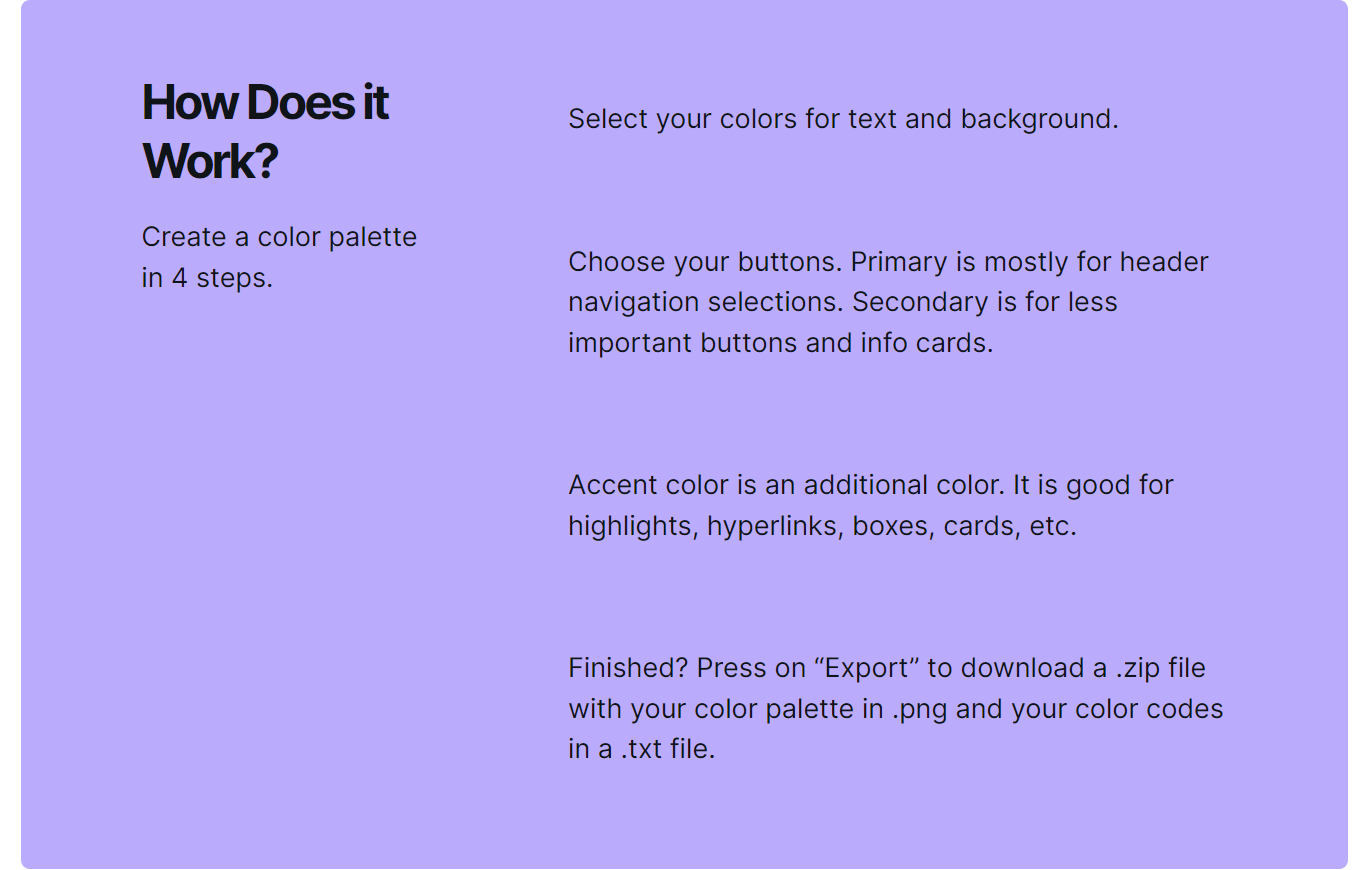 How Does it
Work?
Create a color palette
in 4 steps.
Select your colors for text and background.
Choose your buttons. Primary is mostly for header
navigation selections. Secondary is for less
important buttons and info cards.
Accent color is an additional color. It is good for
highlights, hyperlinks, boxes, cards, etc.
Finished? Press on “Export” to download a .zip file
with your color palette in .png and your color codes
in a .txt file.